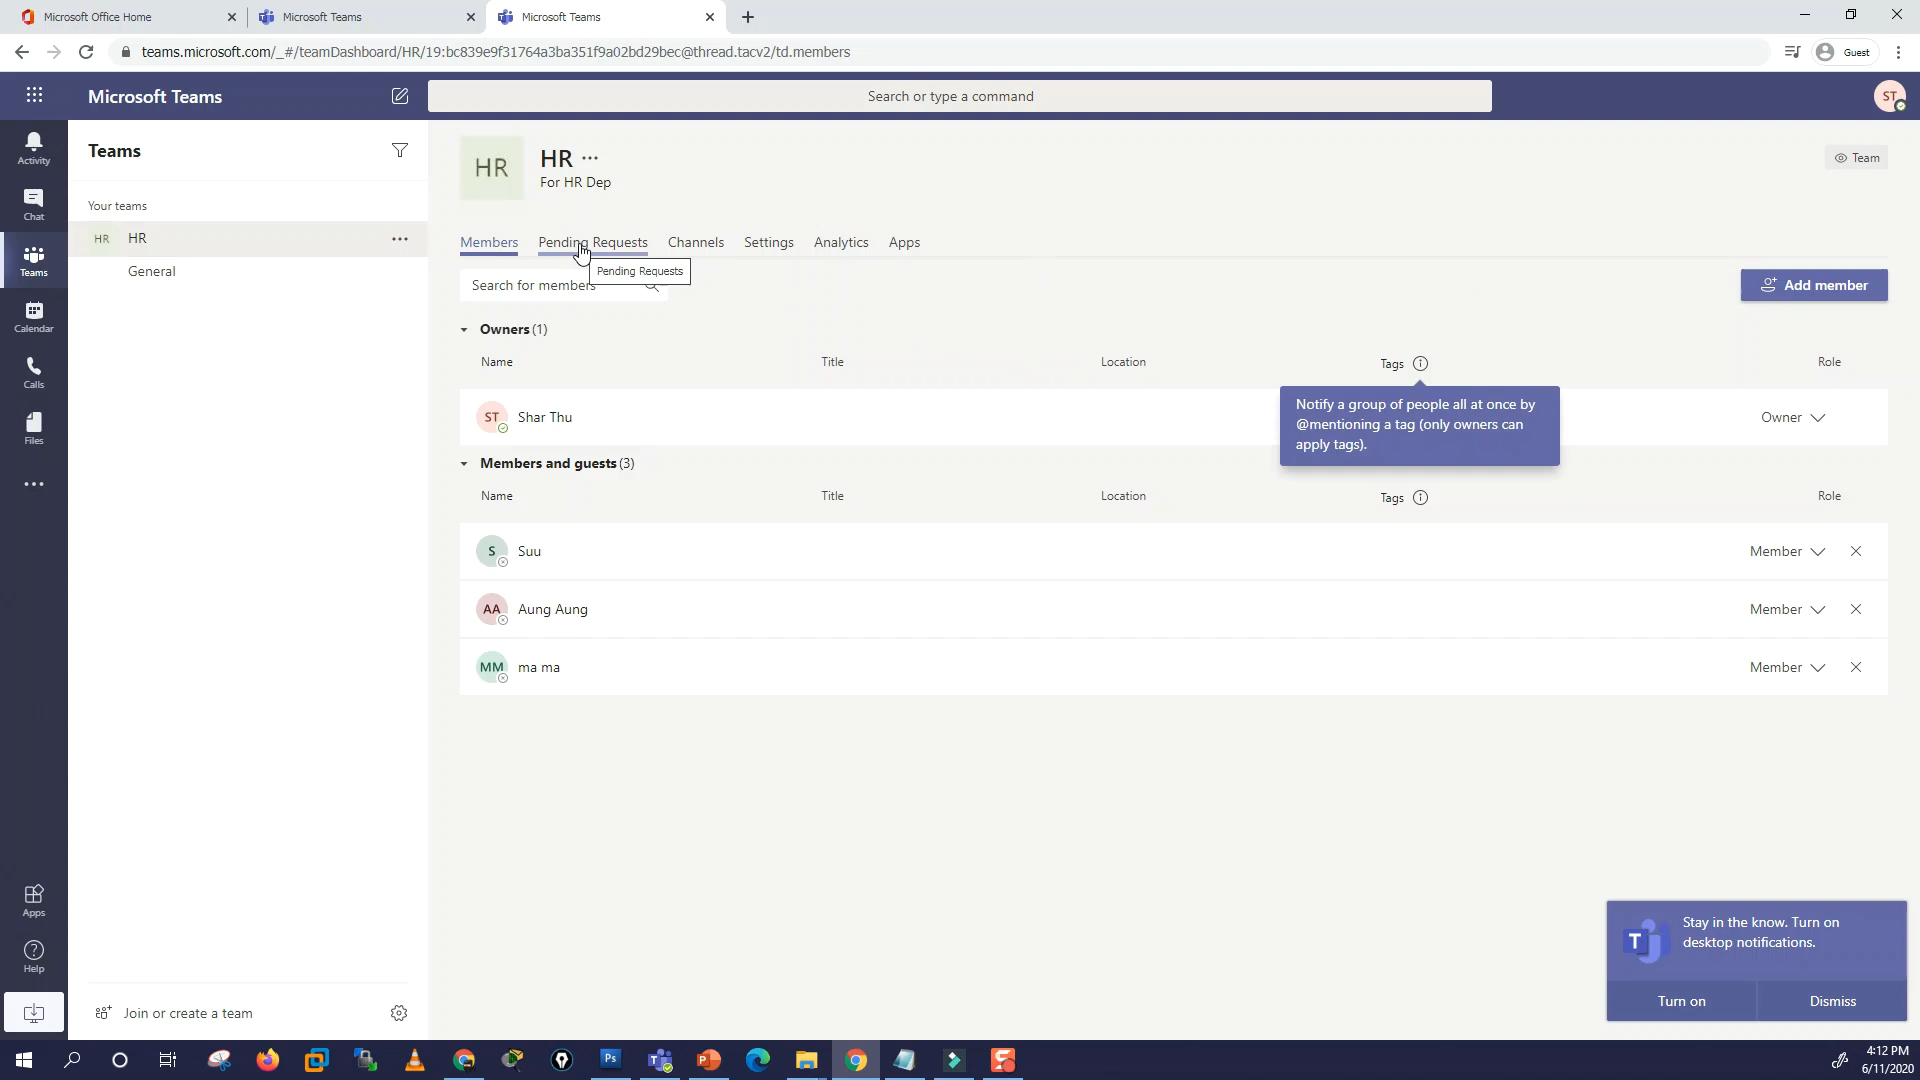 Microsoft Office Home
Microsoft Teams
Microsoft Teams
teams.microsoft.com/_#/teamDashboard/HR/19:bc839e9f31764a3ba351f9a02bd29bec@thread.tacv2/td.members
Guest
Microsoft Teams
Search or type a command
ST
Activity
Chat
Teams
Calendar
Calls
Files
Apps
Help
Teams
Your teams
HR HR
General
Join or create a team
HR
HR
For HR Dep
Team
Members Pending Requests Channels Settings Analytics Apps
Pending Requests
Search for members
Add member
Owners (1)
Name Title Location Tags Role
ST Shar Thu Owner
Notify a group of people all at once by
@mentioning a tag (only owners can
apply tags).
Members and guests (3)
Name Title Location Tags Role
S Suu Member
AA Aung Aung Member
MM ma ma Member
Stay in the know. Turn on
desktop notifications.
Turn on Dismiss
Ps
4:12 PM
6/11/2020